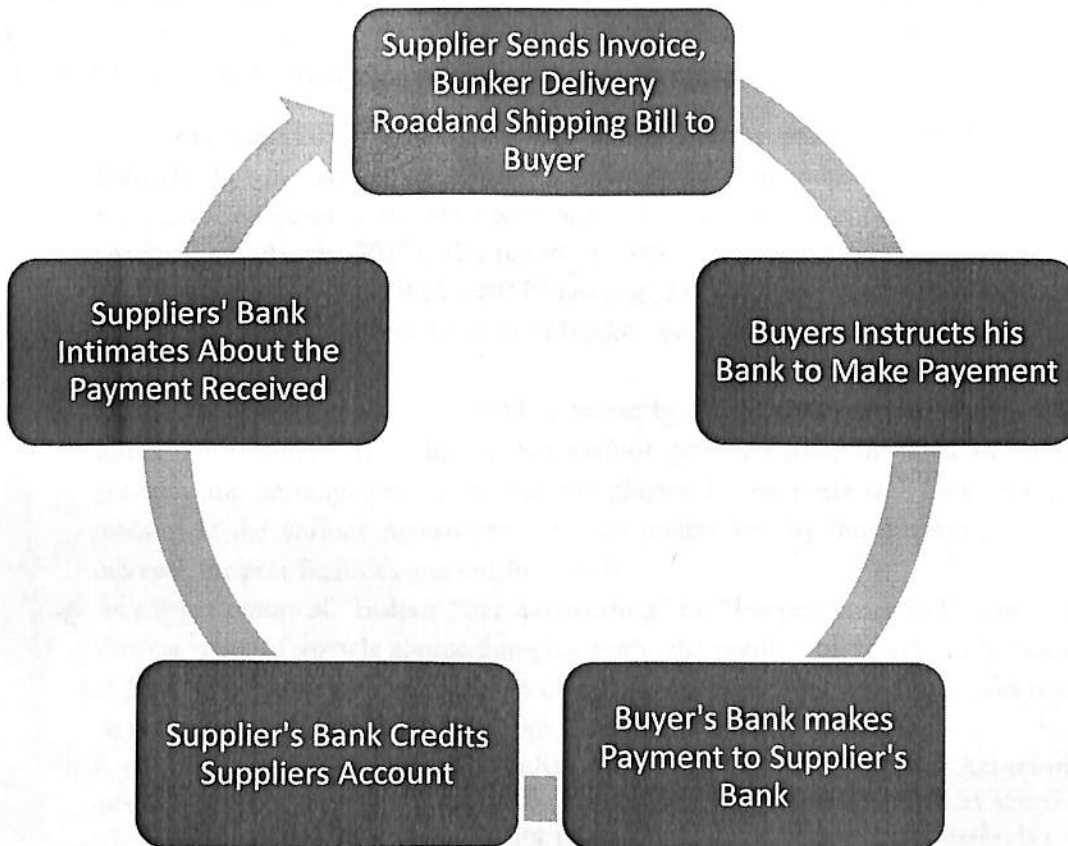 Supplier Sends Invoice,
Bunker Delivery
Roadand Shipping Bill to
Buyer
Buyers Instructs his
Bank to Make Payement
Buyer's Bank makes
Payment to Supplier's
Bank
Supplier's Bank Credits
Suppliers Account
Suppliers' Bank
Intimates About the
Payment Received